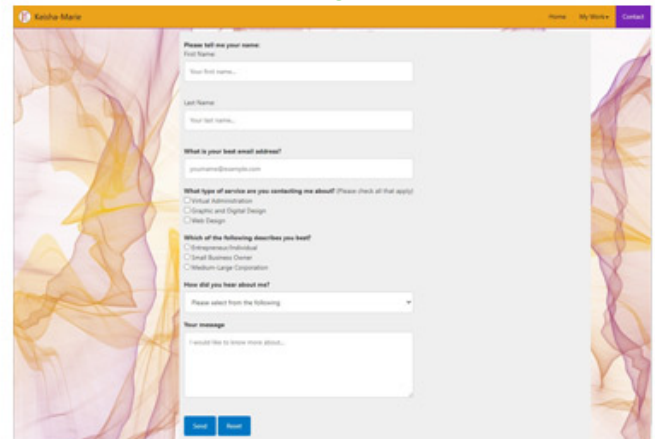 Keisha-Marie Home My Work Contact
Please tell me your name:
First Name:
Your first name...
Last Name:
Your last name...
What is your best email address?
yourname@example.com
What type of service are you contacting me about? (Please check all that apply)
Virtual Administration
Graphic and Digital Design
Web Design
Which of the following describes you best?
Entrepreneur/Individual
Small Business Owner
Medium-Large Corporation
How did you hear about me?
Please select from the following
Your message
I would like to know more about...
Send Reset